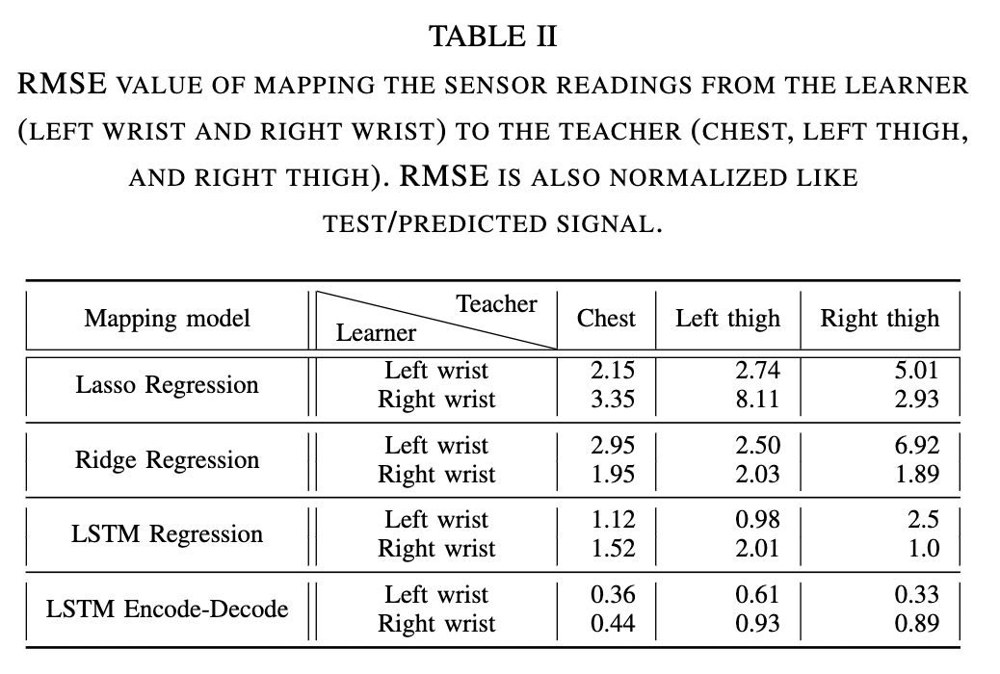 TABLE II
RMSE VALUE OF MAPPING THE SENSOR READINGS FROM THE LEARNER
(LEFT WRIST AND RIGHT WRIST) TO THE TEACHER (CHEST, LEFT THIGH,
AND RIGHT THIGH). RMSE IS ALSO NORMALIZED LIKE
TEST/PREDICTED SIGNAL.
Mapping model Learner Teacher Chest Left thigh Right thigh
Lasso Regression
Left wrist 2.15 2.74 5.01
Right wrist 3.35 8.11 2.93
Ridge Regression
Left wrist 2.95 2.50 6.92
Right wrist 1.95 2.03 1.89
LSTM Regression
Left wrist 1.12 0.98 2.5
Right wrist 1.52 2.01 1.0
LSTM Encode-Decode
Left wrist 0.36 0.61 0.33
Right wrist 0.44 0.93 0.89